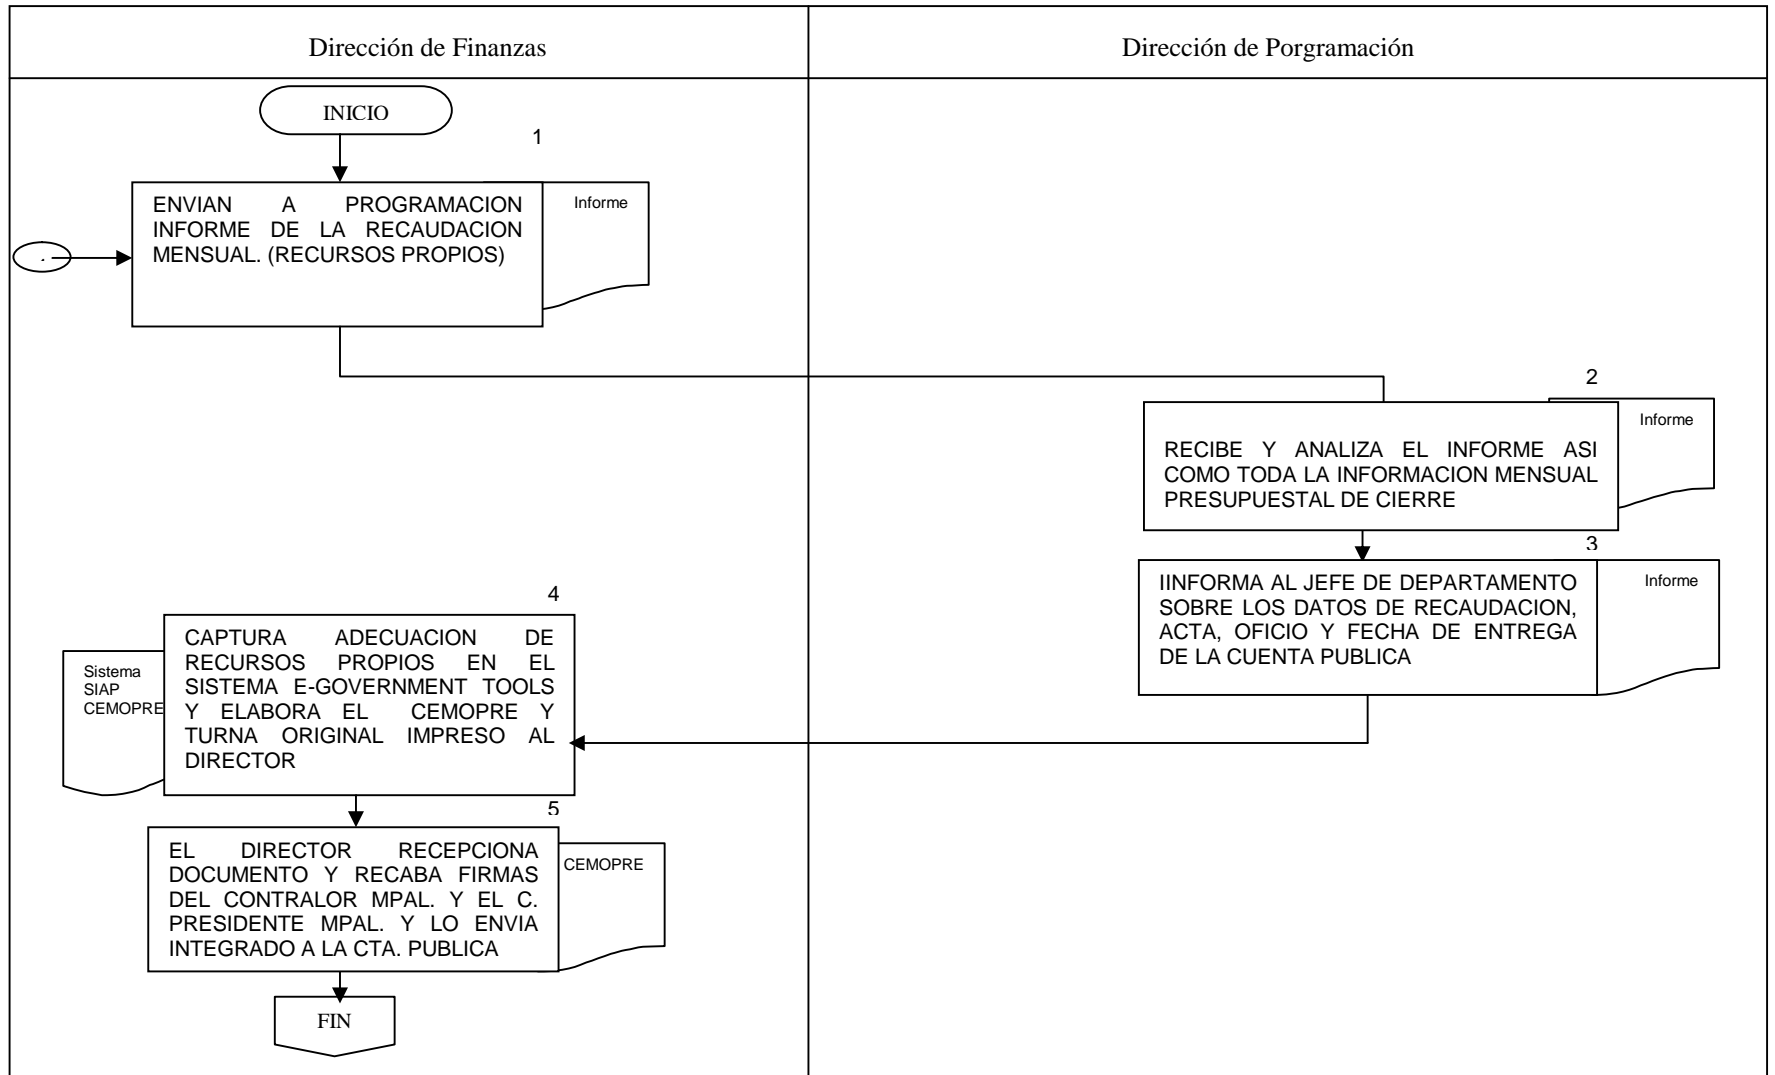 Dirección de Finanzas
Dirección de Porgramación
INICIO
1
ENVIAN A PROGRAMACION
INFORME DE LA RECAUDACION
MENSUAL. (RECURSOS PROPIOS)
Informe
2
RECIBE Y ANALIZA EL INFORME ASI
COMO TODA LA INFORMACION MENSUAL
PRESUPUESTAL DE CIERRE
Informe
3
IINFORMA AL JEFE DE DEPARTAMENTO
SOBRE LOS DATOS DE RECAUDACION,
ACTA, OFICIO Y FECHA DE ENTREGA
DE LA CUENTA PUBLICA
Informe
4
CAPTURA ADECUACION DE
RECURSOS PROPIOS EN EL
SISTEMA E-GOVERNMENT TOOLS
Y ELABORA EL CEMOPRE Y
TURNA ORIGINAL IMPRESO AL
DIRECTOR
Sistema
SIAP
CEMOPRE
5
EL DIRECTOR RECEPCIONA
DOCUMENTO Y RECABA FIRMAS
DEL CONTRALOR MPAL. Y EL C.
PRESIDENTE MPAL. Y LO ENVIA
INTEGRADO A LA CTA. PUBLICA
CEMOPRE
FIN